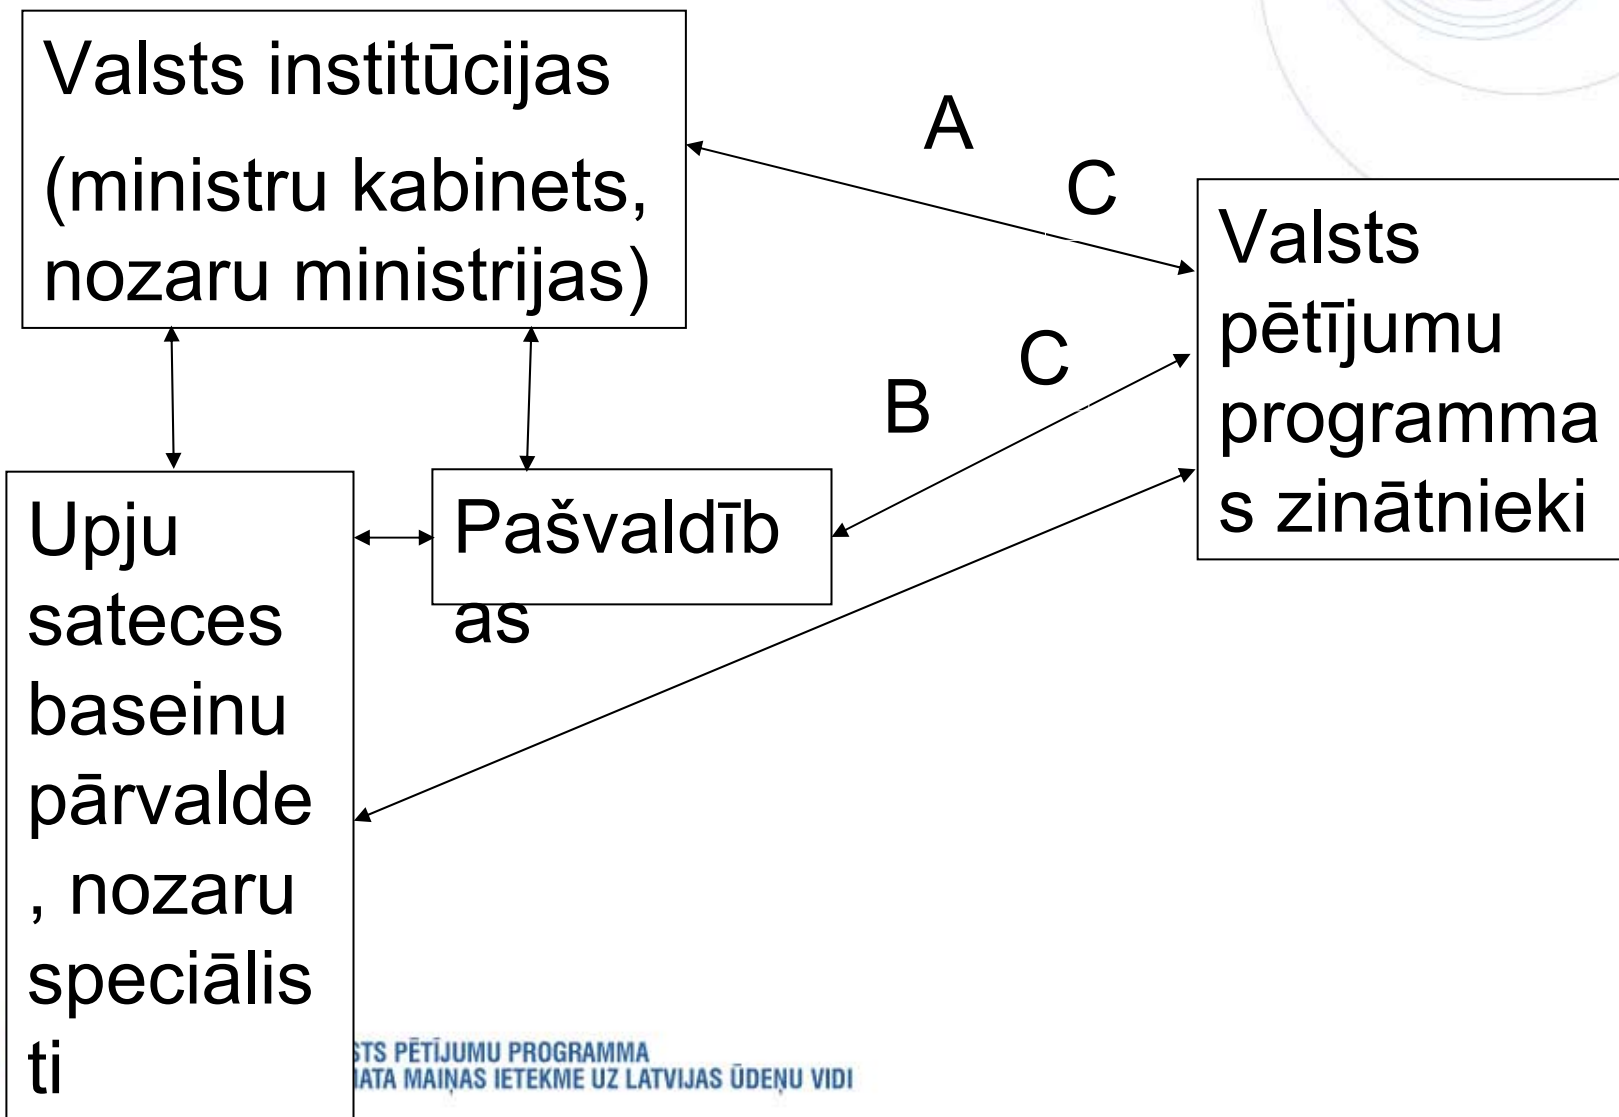 Valsts institūcijas
(ministru kabinets,
nozaru ministrijas)
A
C
Valsts
pētījumu
programma
s zinātnieki
C
B
Upju
sateces
baseinu
pārvalde
, nozaru
speciālis
ti
Pašvaldīb
as
STS PĒTĪJUMU PROGRAMMA
MAIŅAS IETEKME UZ LATVIJAS ŪDEŅU VIDI